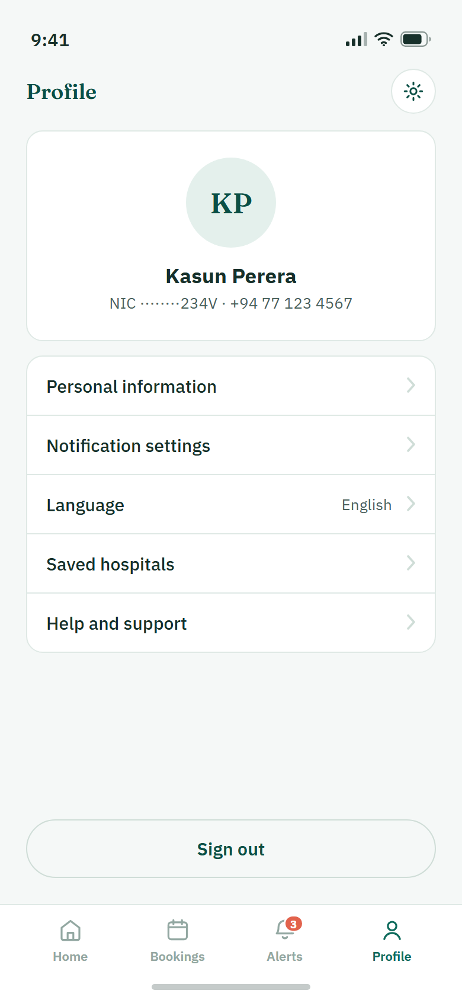 9:41
Profile
KP
Kasun Perera
NIC ········234V · +94 77 123 4567
Personal information
Notification settings
Language English
Saved hospitals
Help and support
Sign out
3
Home Bookings Alerts Profile